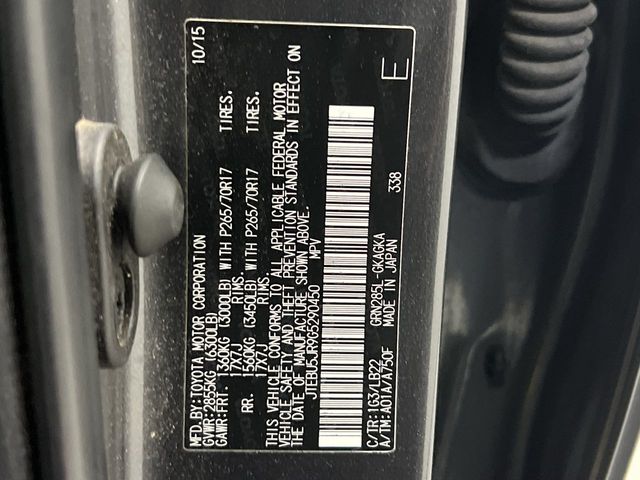 MFD.BY:TOYOTA MOTOR CORPORATION 10/15
GVWR:2855KG (6300LB)
GAWR:FRT. 1360KG (3000LB) WITH P265/70R17 TIRES.
17X7J RIMS.
RR. 1560KG (3450LB) WITH P265/70R17 TIRES.
17X7J RIMS.
THIS VEHICLE CONFORMS TO ALL APPLICABLE FEDERAL MOTOR
VEHICLE SAFETY AND THEFT PREVENTION STANDARDS IN EFFECT ON
THE DATE OF MANUFACTURE SHOWN ABOVE.
JTEBU5JR9G5290450 MPV
E
C/TR:1G3/LB22 GRN285L-GKAGKA 338
A/TM:A01A/A750F MADE IN JAPAN